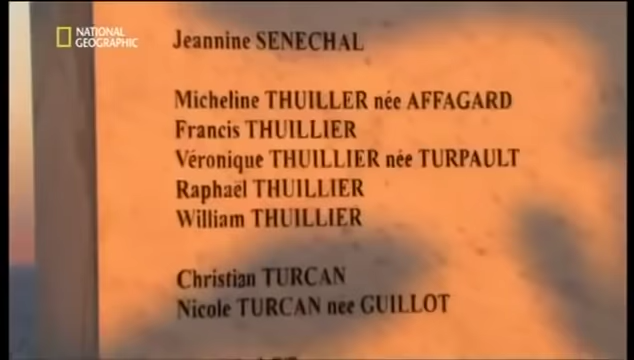 NATIONAL
GEOGRAPHIC
Jeannine SENECHAL
Micheline THUILLER née AFFAGARD
Francis THUILLIER
Véronique THUILLIER née TURPAULT
Raphaël THUILLIER
William THUILLIER
Christian TURCAN
Nicole TURCAN nee GUILLOT